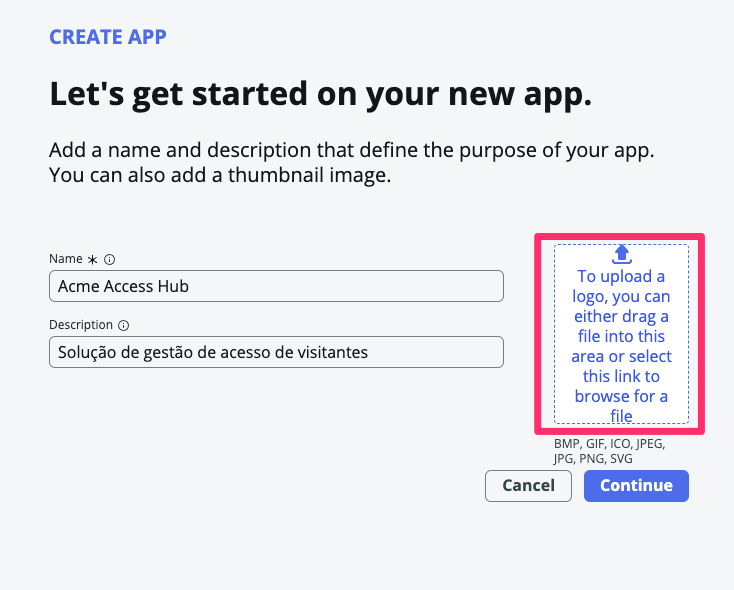 CREATE APP
Let's get started on your new app.
Add a name and description that define the purpose of your app.
You can also add a thumbnail image.
Name *
Acme Access Hub
Description
Solução de gestão de acesso de visitantes
To upload a
logo, you can
either drag a
file into this
area or select
this link to
browse for a
file
BMP, GIF, ICO, JPEG,
JPG, PNG, SVG
Cancel
Continue